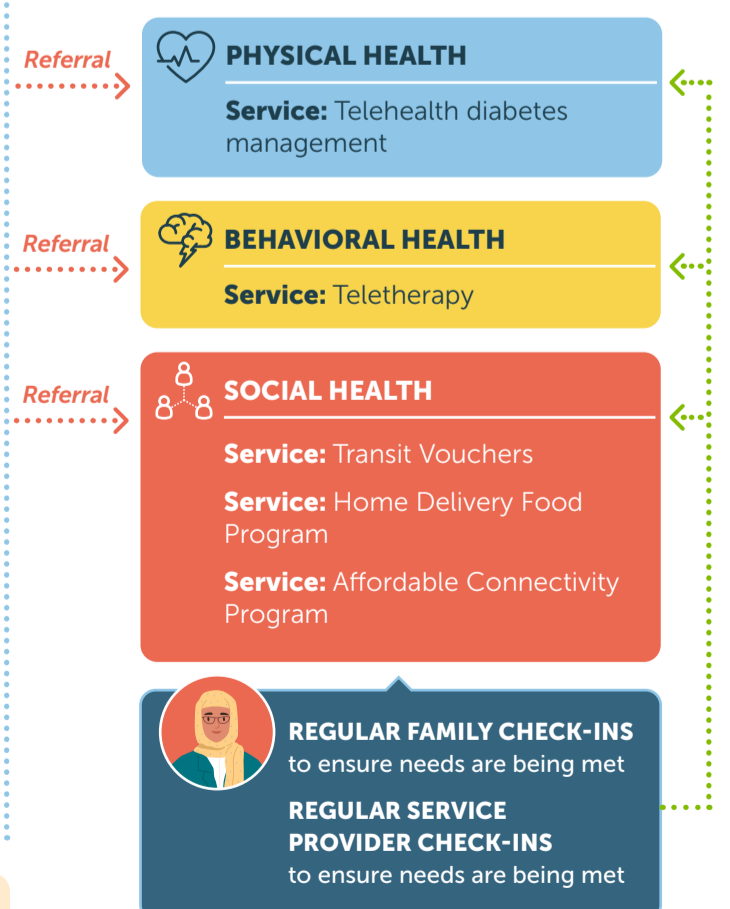 Referral
PHYSICAL HEALTH
Service: Telehealth diabetes
management
Referral
BEHAVIORAL HEALTH
Service: Teletherapy
Referral
SOCIAL HEALTH
Service: Transit Vouchers
Service: Home Delivery Food
Program
Service: Affordable Connectivity
Program
REGULAR FAMILY CHECK-INS
to ensure needs are being met
REGULAR SERVICE
PROVIDER CHECK-INS
to ensure needs are being met